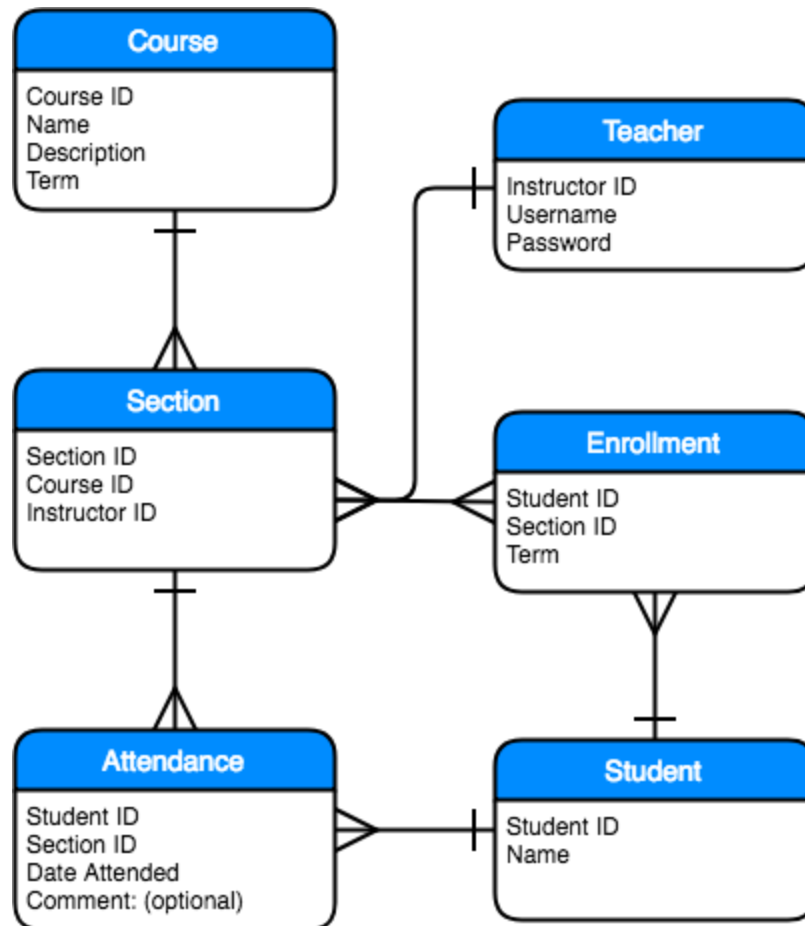 Course
Course ID
Name
Description
Term
Teacher
Instructor ID
Username
Password
Section
Section ID
Course ID
Instructor ID
Enrollment
Student ID
Section ID
Term
Attendance
Student ID
Section ID
Date Attended
Comment: (optional)
Student
Student ID
Name